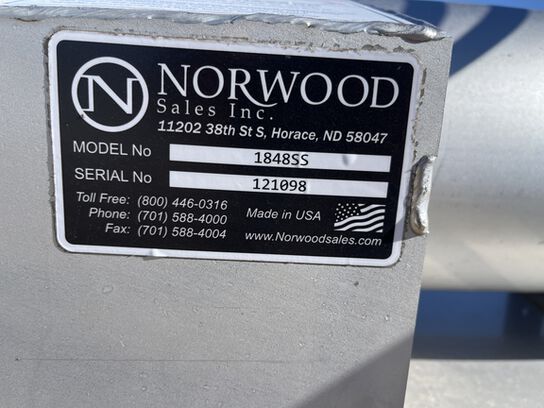 N NORWOOD
Sales Inc.
11202 38th St S, Horace, ND 58047
MODEL No 1848SS
SERIAL No 121098
Toll Free: (800) 446-0316
Phone: (701) 588-4000
Fax: (701) 588-4004
Made in USA
www.Norwoodsales.com